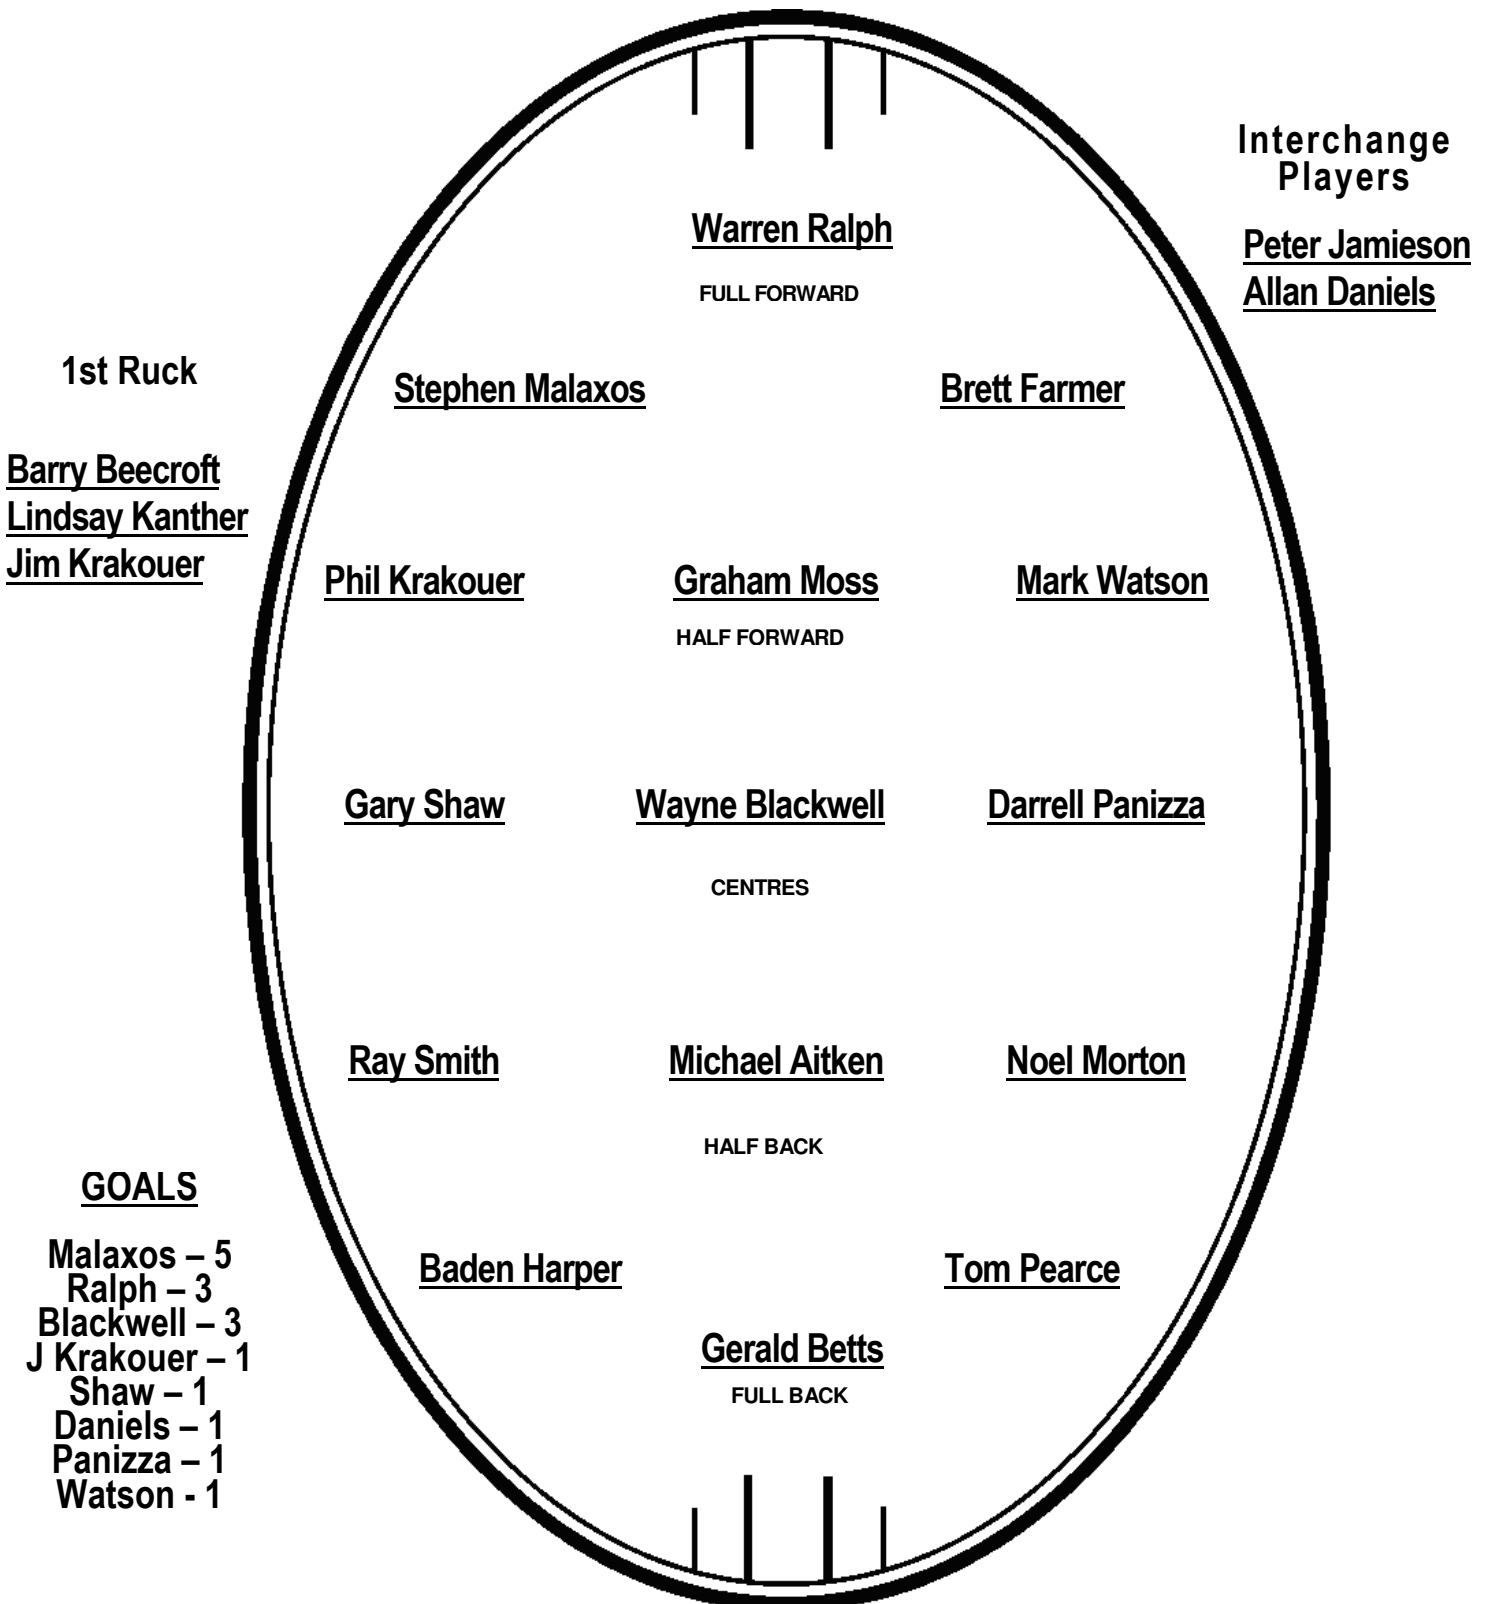 Interchange
Players
Peter Jamieson
Allan Daniels
Warren Ralph
FULL FORWARD
1st Ruck
Barry Beecroft
Lindsay Kanther
Jim Krakouer
Stephen Malaxos
Brett Farmer
Phil Krakouer
Graham Moss
Mark Watson
HALF FORWARD
Gary Shaw
Wayne Blackwell
Darrell Panizza
CENTRES
Ray Smith
Michael Aitken
Noel Morton
HALF BACK
Baden Harper
Tom Pearce
Gerald Betts
FULL BACK
GOALS
Malaxos – 5
Ralph – 3
Blackwell – 3
J Krakouer – 1
Shaw – 1
Daniels – 1
Panizza – 1
Watson - 1